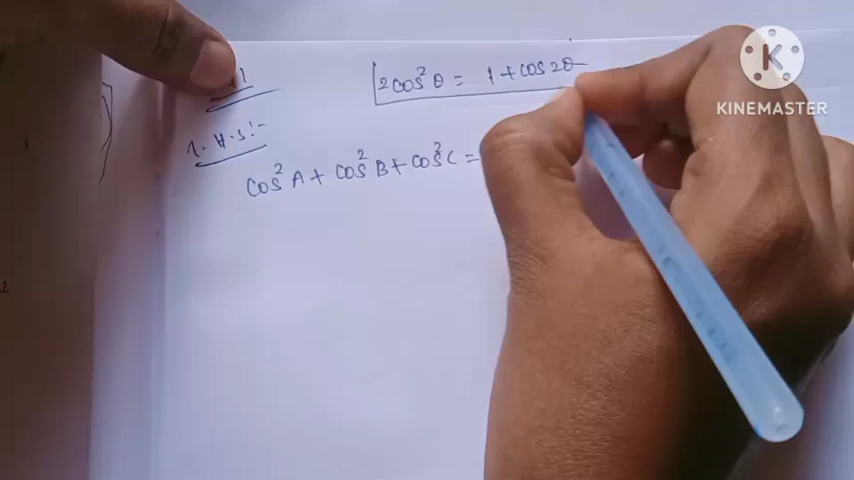 2cos²θ = 1 + cos 2θ
L.H.S:-
cos²A + cos²B + cos²C =
KINEMASTER